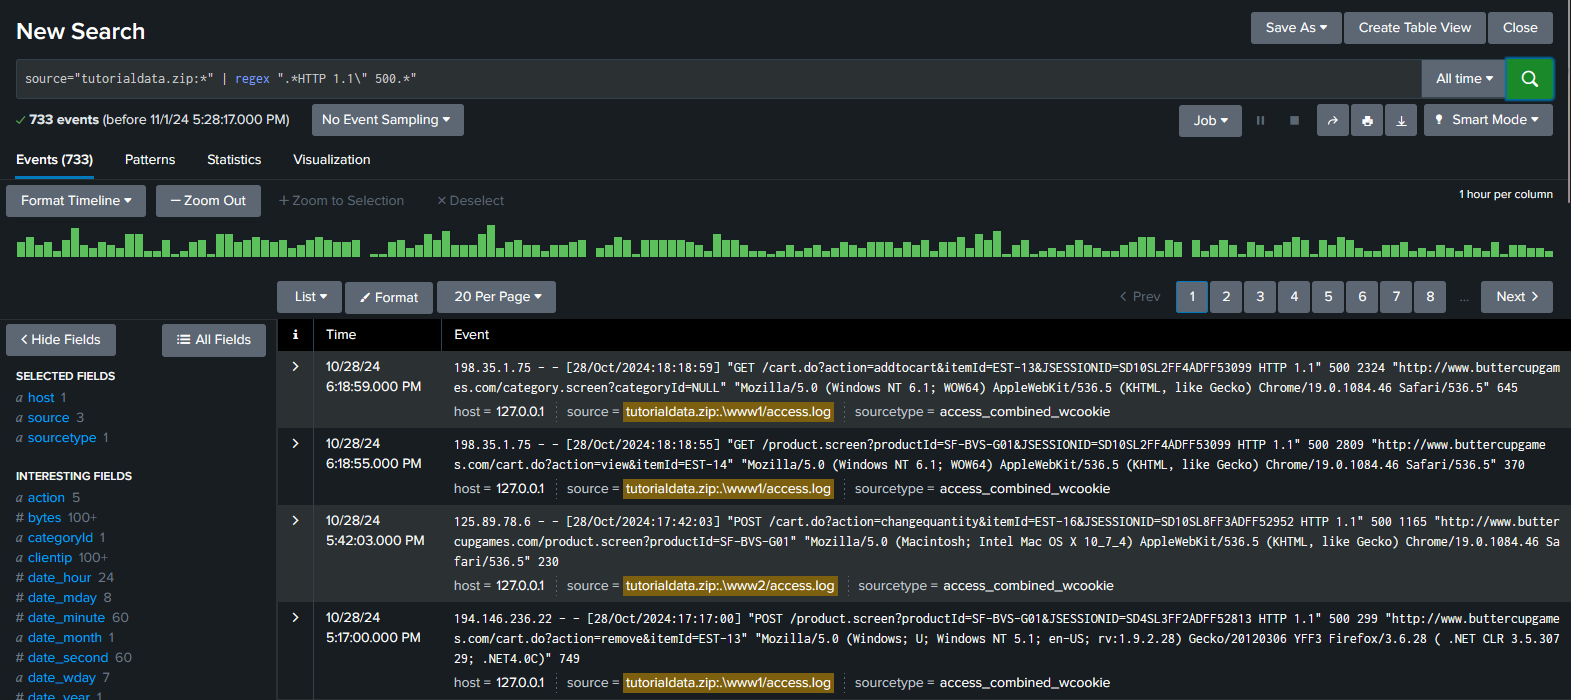 New Search
Save As
Create Table View
Close
source="tutorialdata.zip:*" | regex ".*HTTP 1.1\" 500.*"
All time
733 events (before 11/1/24 5:28:17.000 PM)
No Event Sampling
Job
Smart Mode
Events (733)
Patterns
Statistics
Visualization
Format Timeline
— Zoom Out
+ Zoom to Selection
× Deselect
1 hour per column
List
Format
20 Per Page
< Prev
1
2
3
4
5
6
7
8
...
Next >
< Hide Fields
All Fields
i
Time
Event
SELECTED FIELDS
a host 1
a source 3
a sourcetype 1
INTERESTING FIELDS
a action 5
# bytes 100+
a categoryId 1
a clientip 100+
# date_hour 24
# date_mday 8
# date_minute 60
a date_month 1
# date_second 60
a date_wday 7
# date_year 1
10/28/24
6:18:59.000 PM
198.35.1.75 - - [28/Oct/2024:18:18:59] "GET /cart.do?action=addtocart&itemId=EST-13&JSESSIONID=SD10SL2FF4ADFF53099 HTTP 1.1" 500 2324 "http://www.buttercupgam
es.com/category.screen?categoryId=NULL" "Mozilla/5.0 (Windows NT 6.1; WOW64) AppleWebKit/536.5 (KHTML, like Gecko) Chrome/19.0.1084.46 Safari/536.5" 645
host = 127.0.0.1 source = tutorialdata.zip:.\www1/access.log sourcetype = access_combined_wcookie
10/28/24
6:18:55.000 PM
198.35.1.75 - - [28/Oct/2024:18:18:55] "GET /product.screen?productId=SF-BVS-G01&JSESSIONID=SD10SL2FF4ADFF53099 HTTP 1.1" 500 2809 "http://www.buttercupgame
s.com/cart.do?action=view&itemId=EST-14" "Mozilla/5.0 (Windows NT 6.1; WOW64) AppleWebKit/536.5 (KHTML, like Gecko) Chrome/19.0.1084.46 Safari/536.5" 370
host = 127.0.0.1 source = tutorialdata.zip:.\www1/access.log sourcetype = access_combined_wcookie
10/28/24
5:42:03.000 PM
125.89.78.6 - - [28/Oct/2024:17:42:03] "POST /cart.do?action=changequantity&itemId=EST-16&JSESSIONID=SD10SL8FF3ADFF52952 HTTP 1.1" 500 1165 "http://www.butter
cupgames.com/product.screen?productId=SF-BVS-G01" "Mozilla/5.0 (Macintosh; Intel Mac OS X 10_7_4) AppleWebKit/536.5 (KHTML, like Gecko) Chrome/19.0.1084.46 Sa
fari/536.5" 230
host = 127.0.0.1 source = tutorialdata.zip:.\www2/access.log sourcetype = access_combined_wcookie
10/28/24
5:17:00.000 PM
194.146.236.22 - - [28/Oct/2024:17:17:00] "POST /product.screen?productId=SF-BVS-G01&JSESSIONID=SD4SL3FF2ADFF52813 HTTP 1.1" 500 299 "http://www.buttercupgame
s.com/cart.do?action=remove&itemId=EST-13" "Mozilla/5.0 (Windows; U; Windows NT 5.1; en-US; rv:1.9.2.28) Gecko/20120306 YFF3 Firefox/3.6.28 ( .NET CLR 3.5.307
29; .NET4.0C)" 749
host = 127.0.0.1 source = tutorialdata.zip:.\www1/access.log sourcetype = access_combined_wcookie